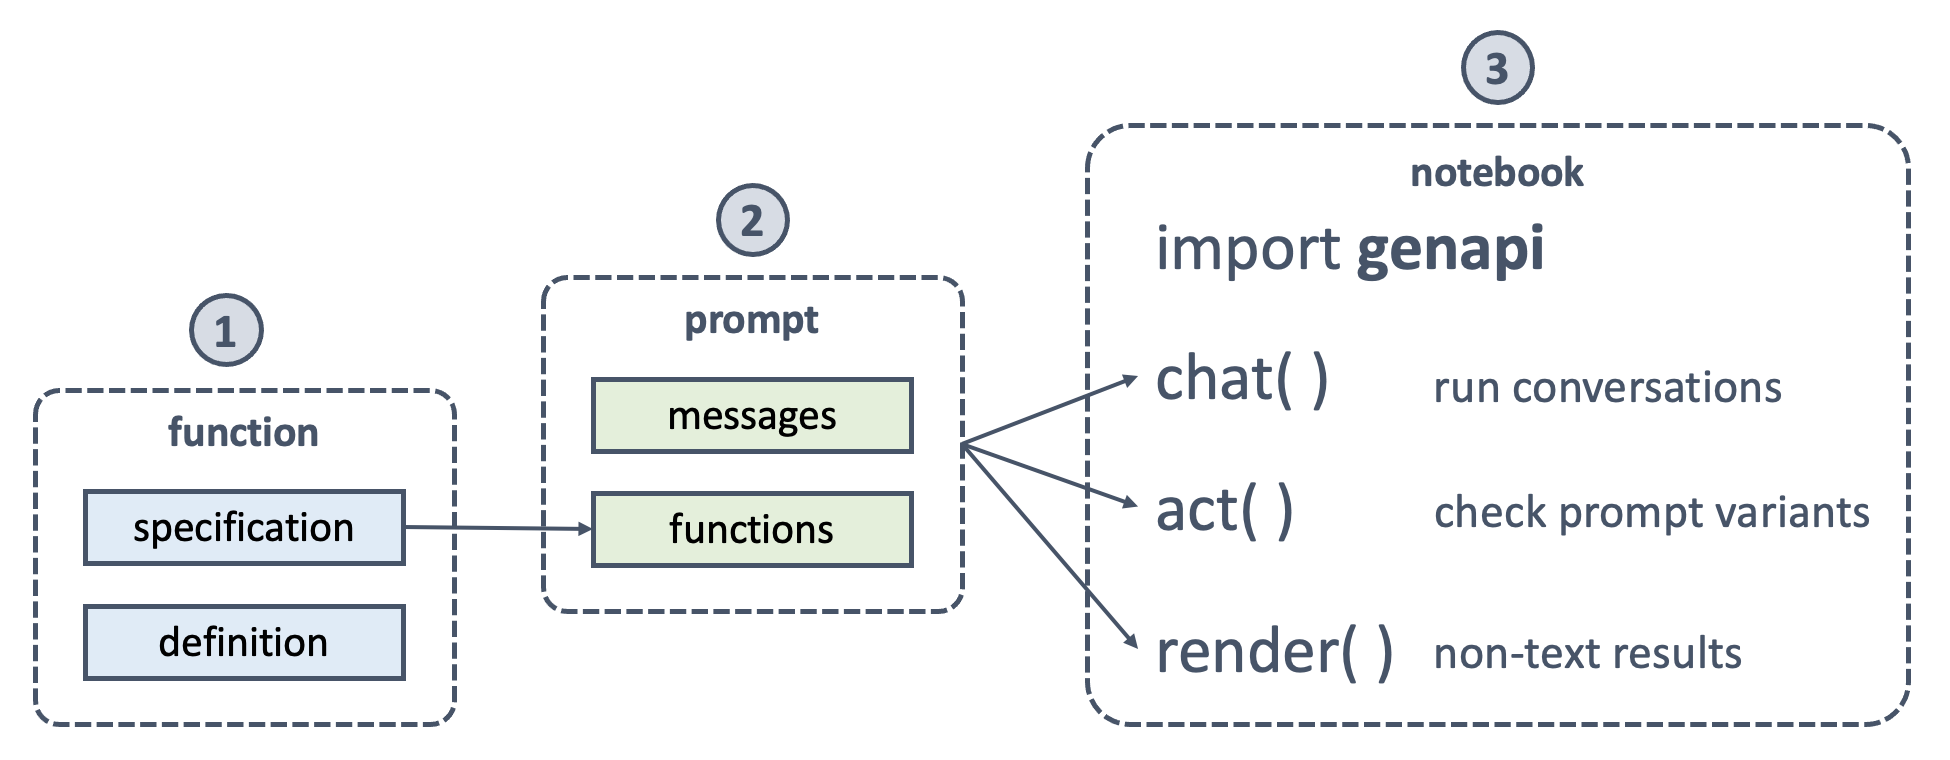 1
function
specification
definition
2
prompt
messages
functions
3
notebook
import genapi
chat( ) run conversations
act( ) check prompt variants
render( ) non-text results